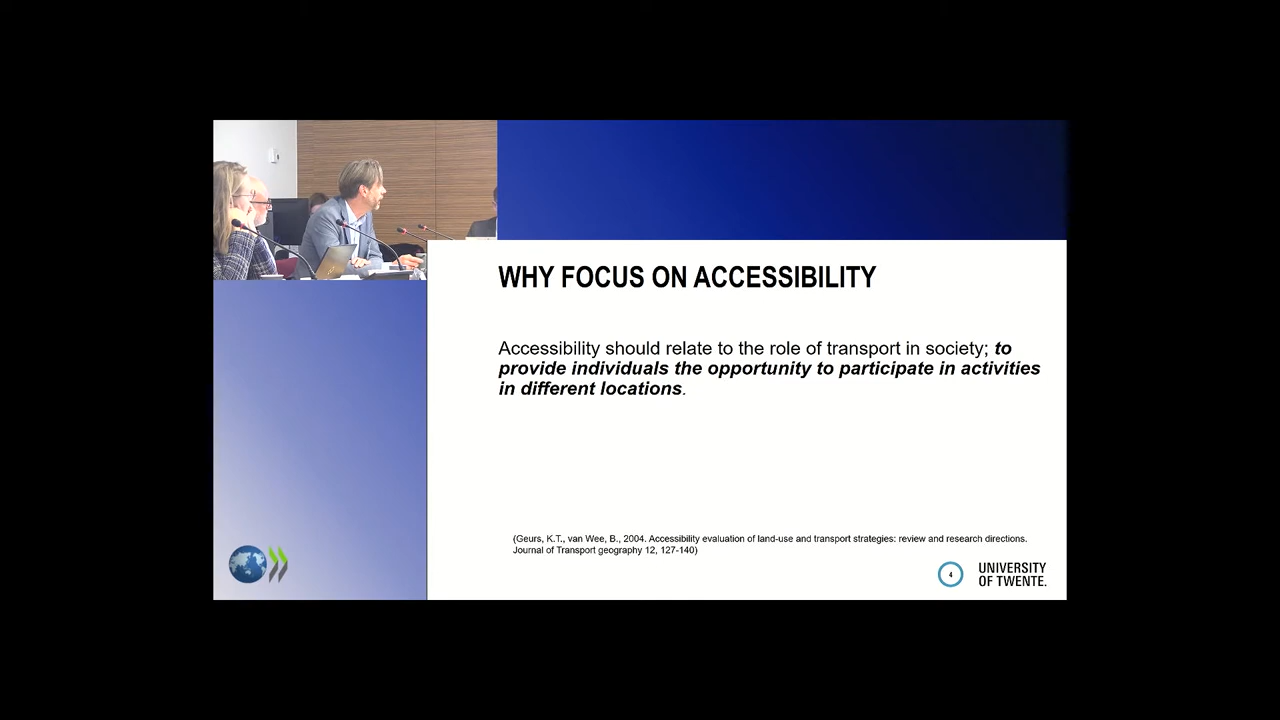 WHY FOCUS ON ACCESSIBILITY
Accessibility should relate to the role of transport in society; to
provide individuals the opportunity to participate in activities
in different locations.
(Geurs, K.T., van Wee, B., 2004. Accessibility evaluation of land-use and transport strategies: review and research directions.
Journal of Transport geography 12, 127-140)
4
UNIVERSITY
OF TWENTE.